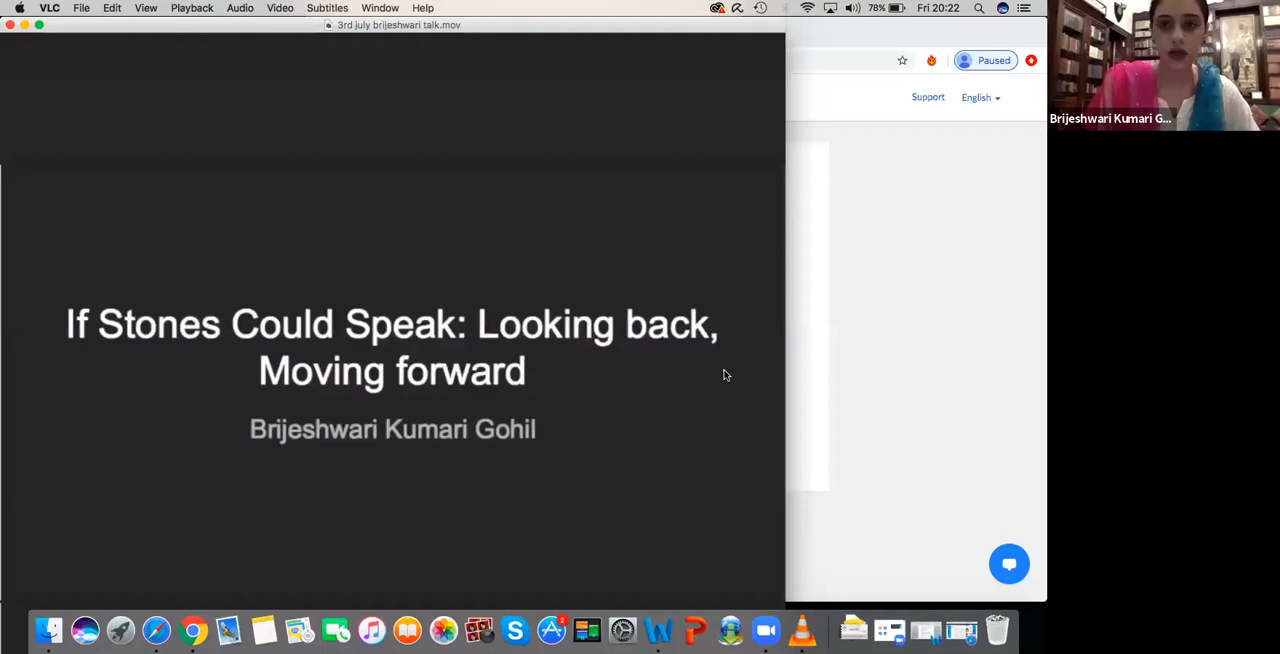 VLC File Edit View Playback Audio Video Subtitles Window Help 78% Fri 20:22
3rd july brijeshwari talk.mov
Paused
Support English
Brijeshwari Kumari G...
If Stones Could Speak: Looking back,
Moving forward
Brijeshwari Kumari Gohil
2